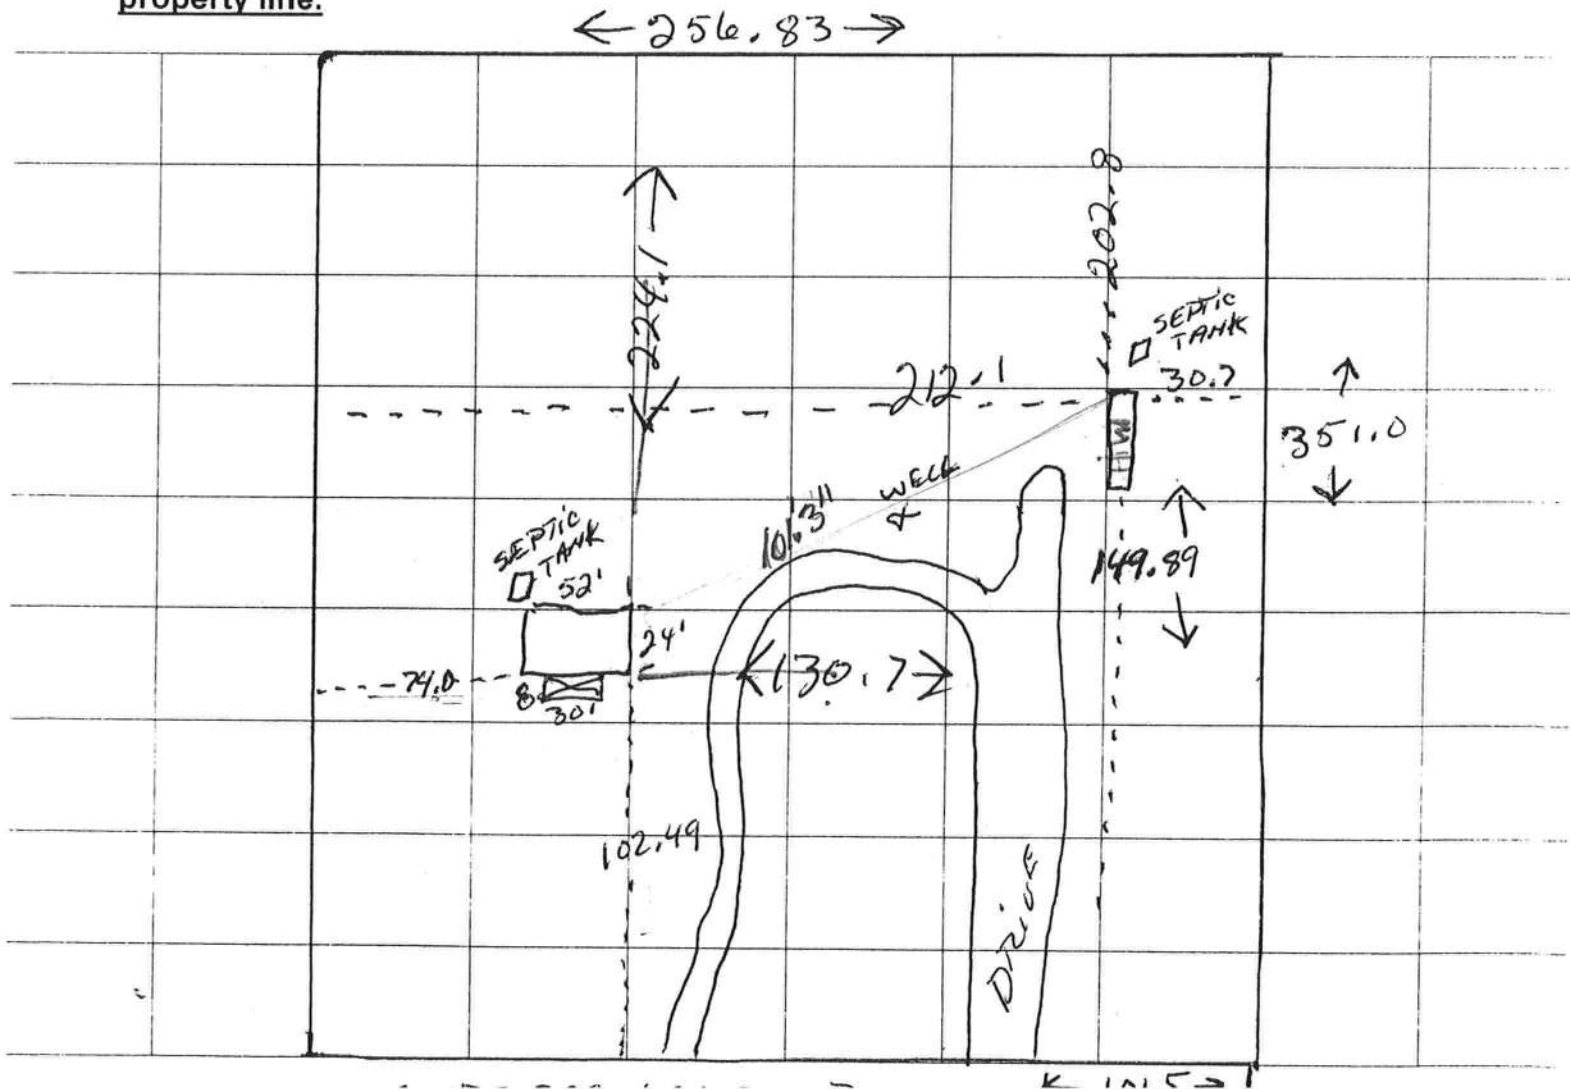 property line.
256.83
202.8
224.1
SEPTIC
TANK
30.7
212.1
351.0
WELL
101.3"
SEPTIC
TANK
52'
149.89
24'
74.0
130.7
8
30'
102.49
DRIVE